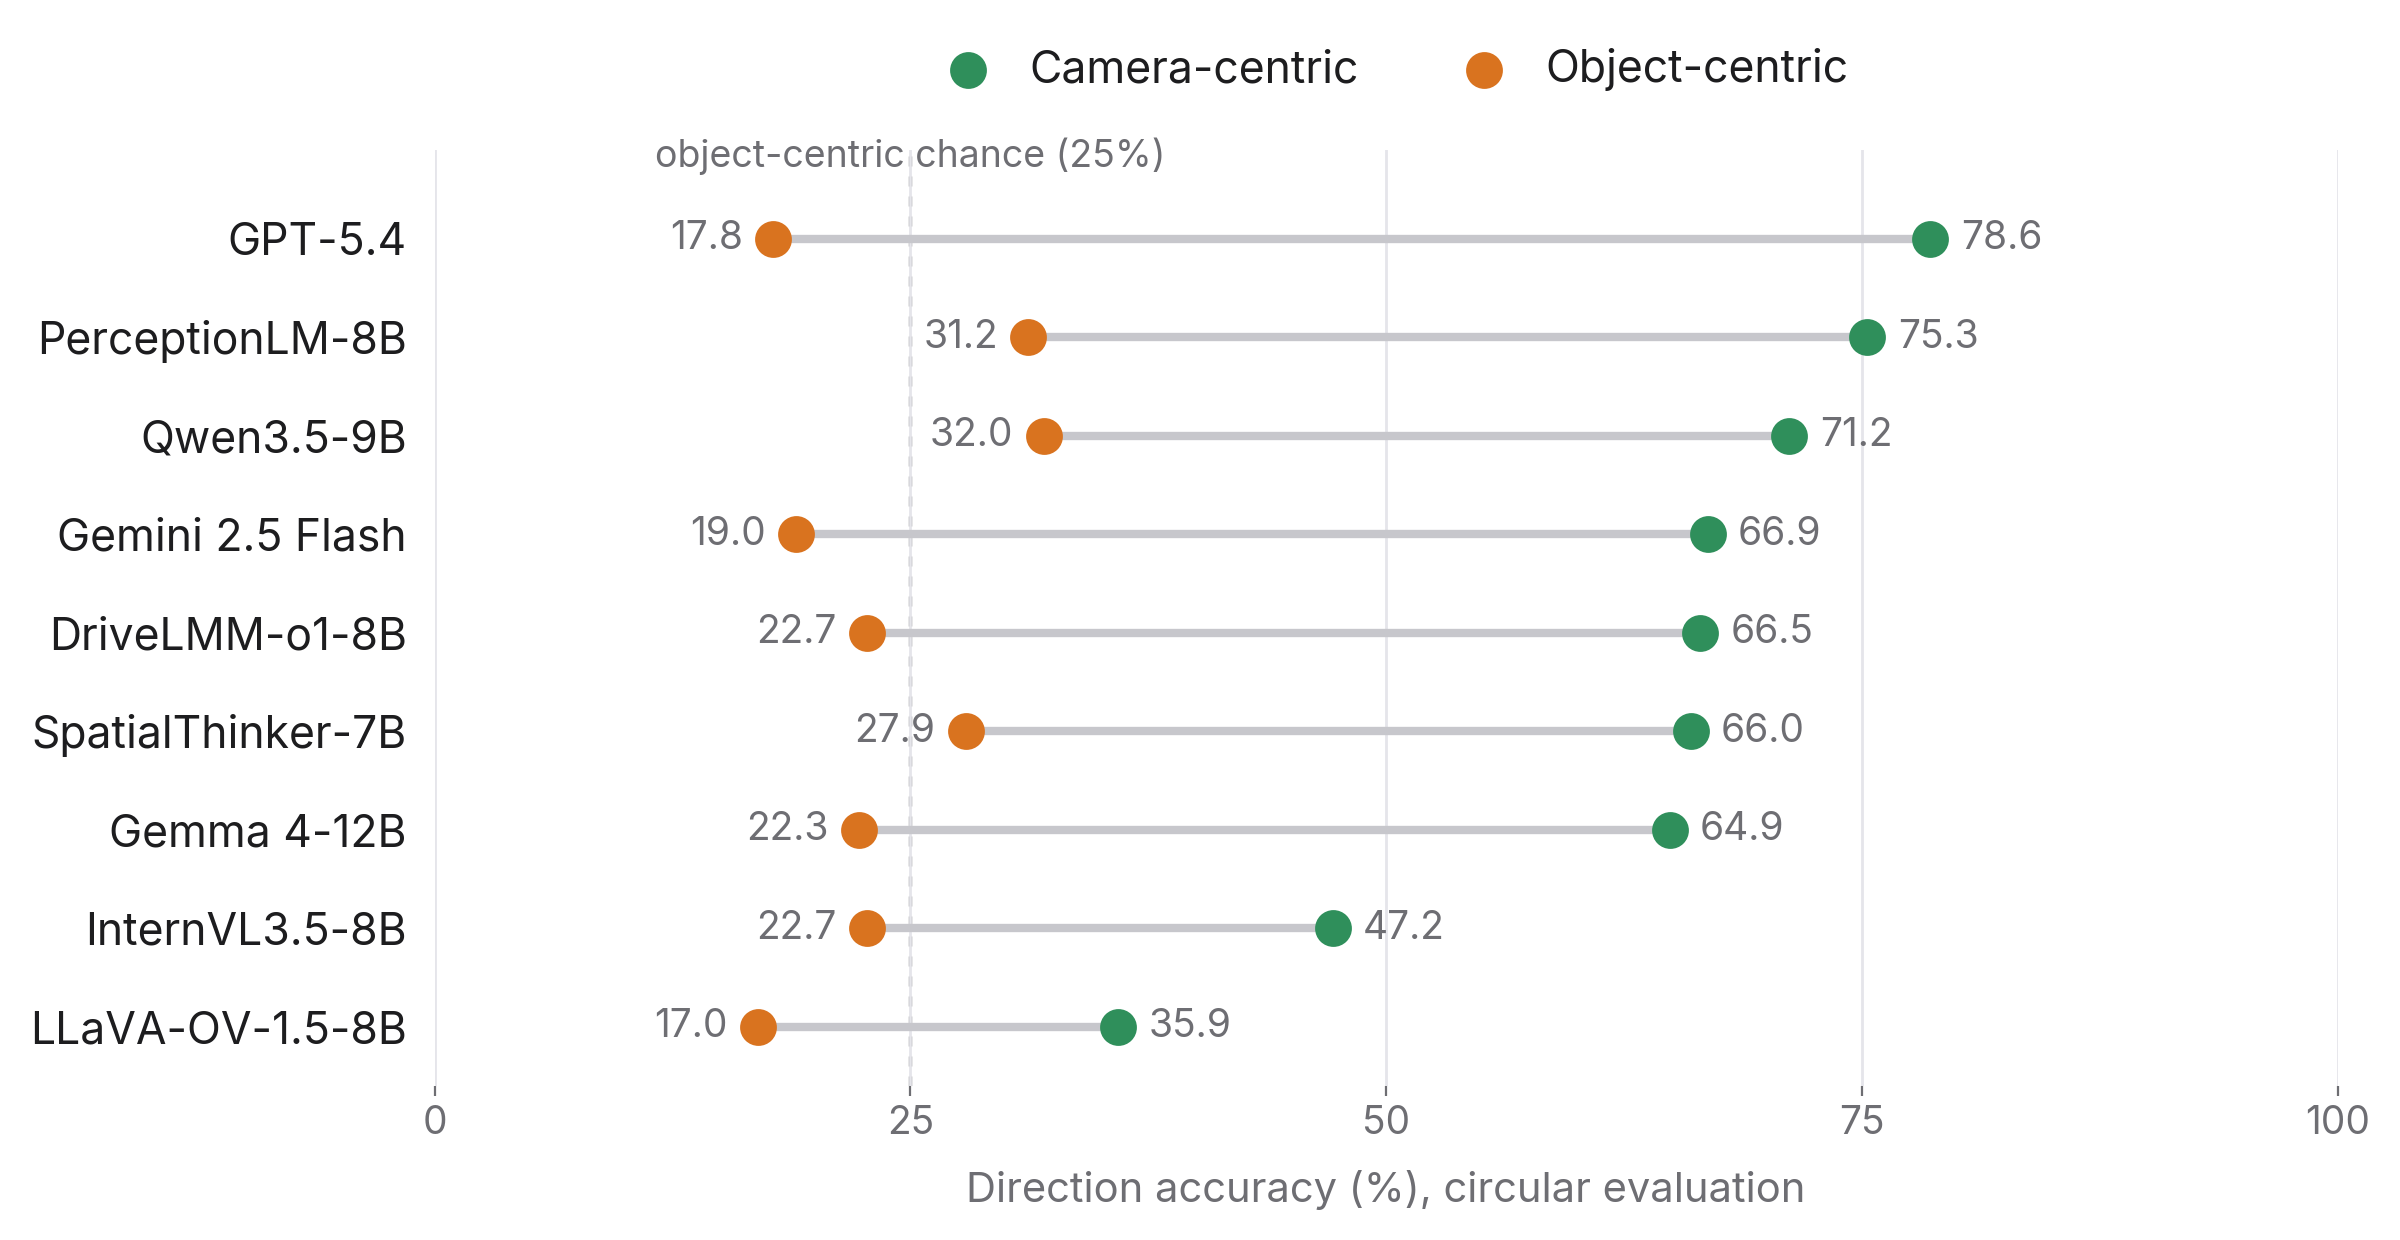 Camera-centric Object-centric
object-centric chance (25%)
GPT-5.4 17.8 78.6
PerceptionLM-8B 31.2 75.3
Qwen3.5-9B 32.0 71.2
Gemini 2.5 Flash 19.0 66.9
DriveLMM-o1-8B 22.7 66.5
SpatialThinker-7B 27.9 66.0
Gemma 4-12B 22.3 64.9
InternVL3.5-8B 22.7 47.2
LLaVA-OV-1.5-8B 17.0 35.9
0 25 50 75 100
Direction accuracy (%), circular evaluation